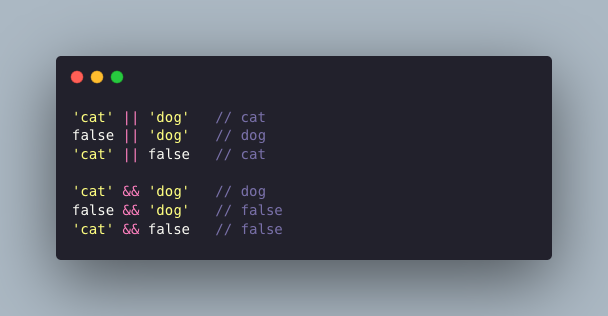 'cat' || 'dog'   // cat
false || 'dog'   // dog
'cat' || false   // cat
'cat' && 'dog'   // dog
false && 'dog'   // false
'cat' && false   // false